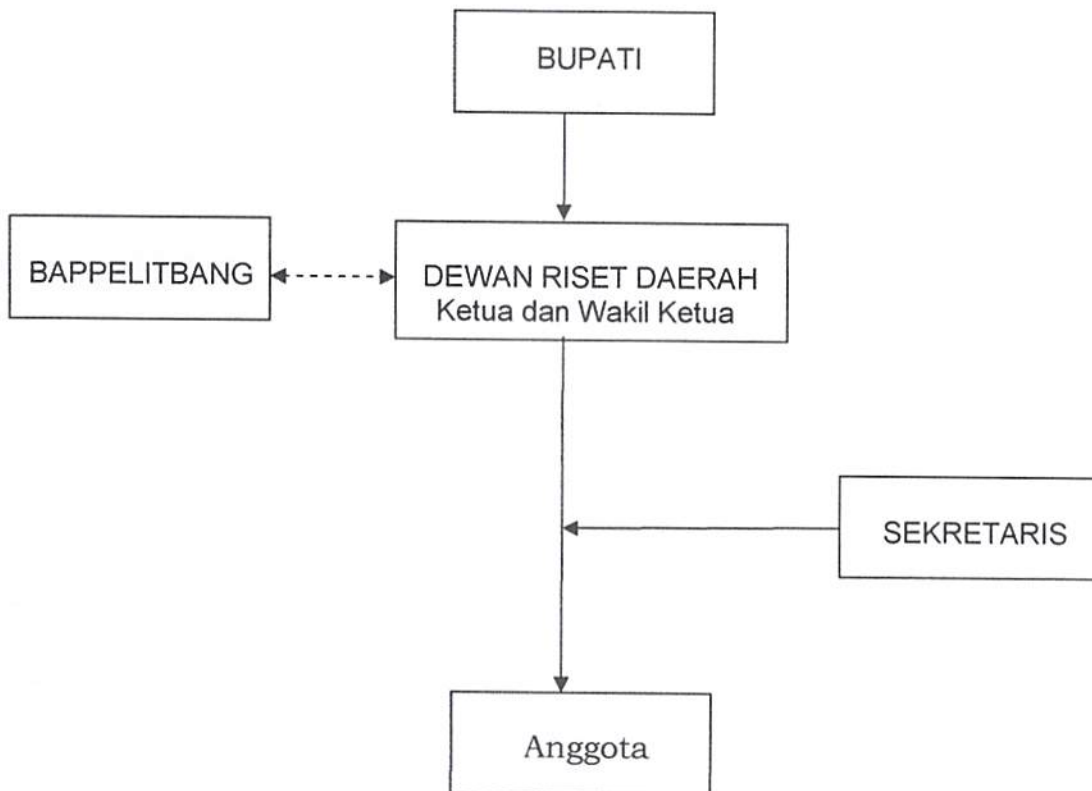 BUPATI
BAPPELITBANG
DEWAN RISET DAERAH
Ketua dan Wakil Ketua
SEKRETARIS
Anggota